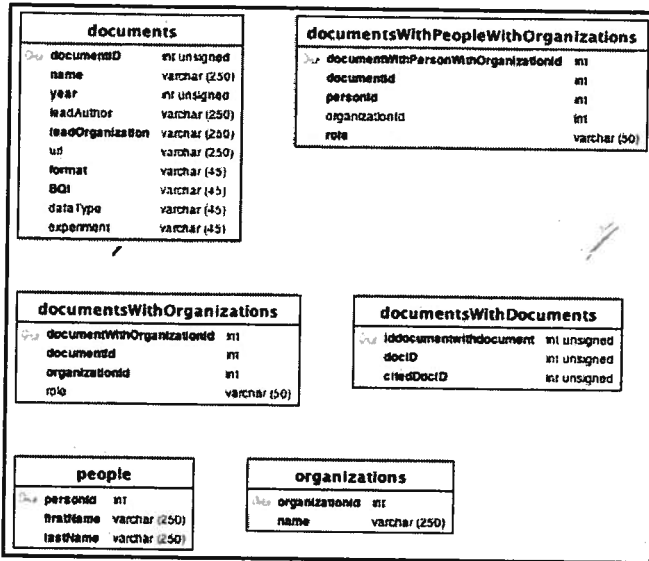 documents
documentsID int unsigned
name varchar (250)
year int unsigned
leadAuthor varchar (250)
leadOrganization varchar (250)
url varchar (250)
format varchar (45)
BQI varchar (45)
dataType varchar (45)
experiment varchar (45)
documentsWithPeopleWithOrganizations
documentWithPersonWithOrganizationId int
documentId int
personId int
organizationId int
role varchar (50)
documentsWithOrganizations
documentWithOrganizationId int
documentId int
organizationId int
role varchar (50)
documentsWithDocuments
iddocumentwithdocument int unsigned
docID int unsigned
citedDocID int unsigned
people
personId int
firstName varchar (250)
lastName varchar (250)
organizations
organizationId int
name varchar (250)